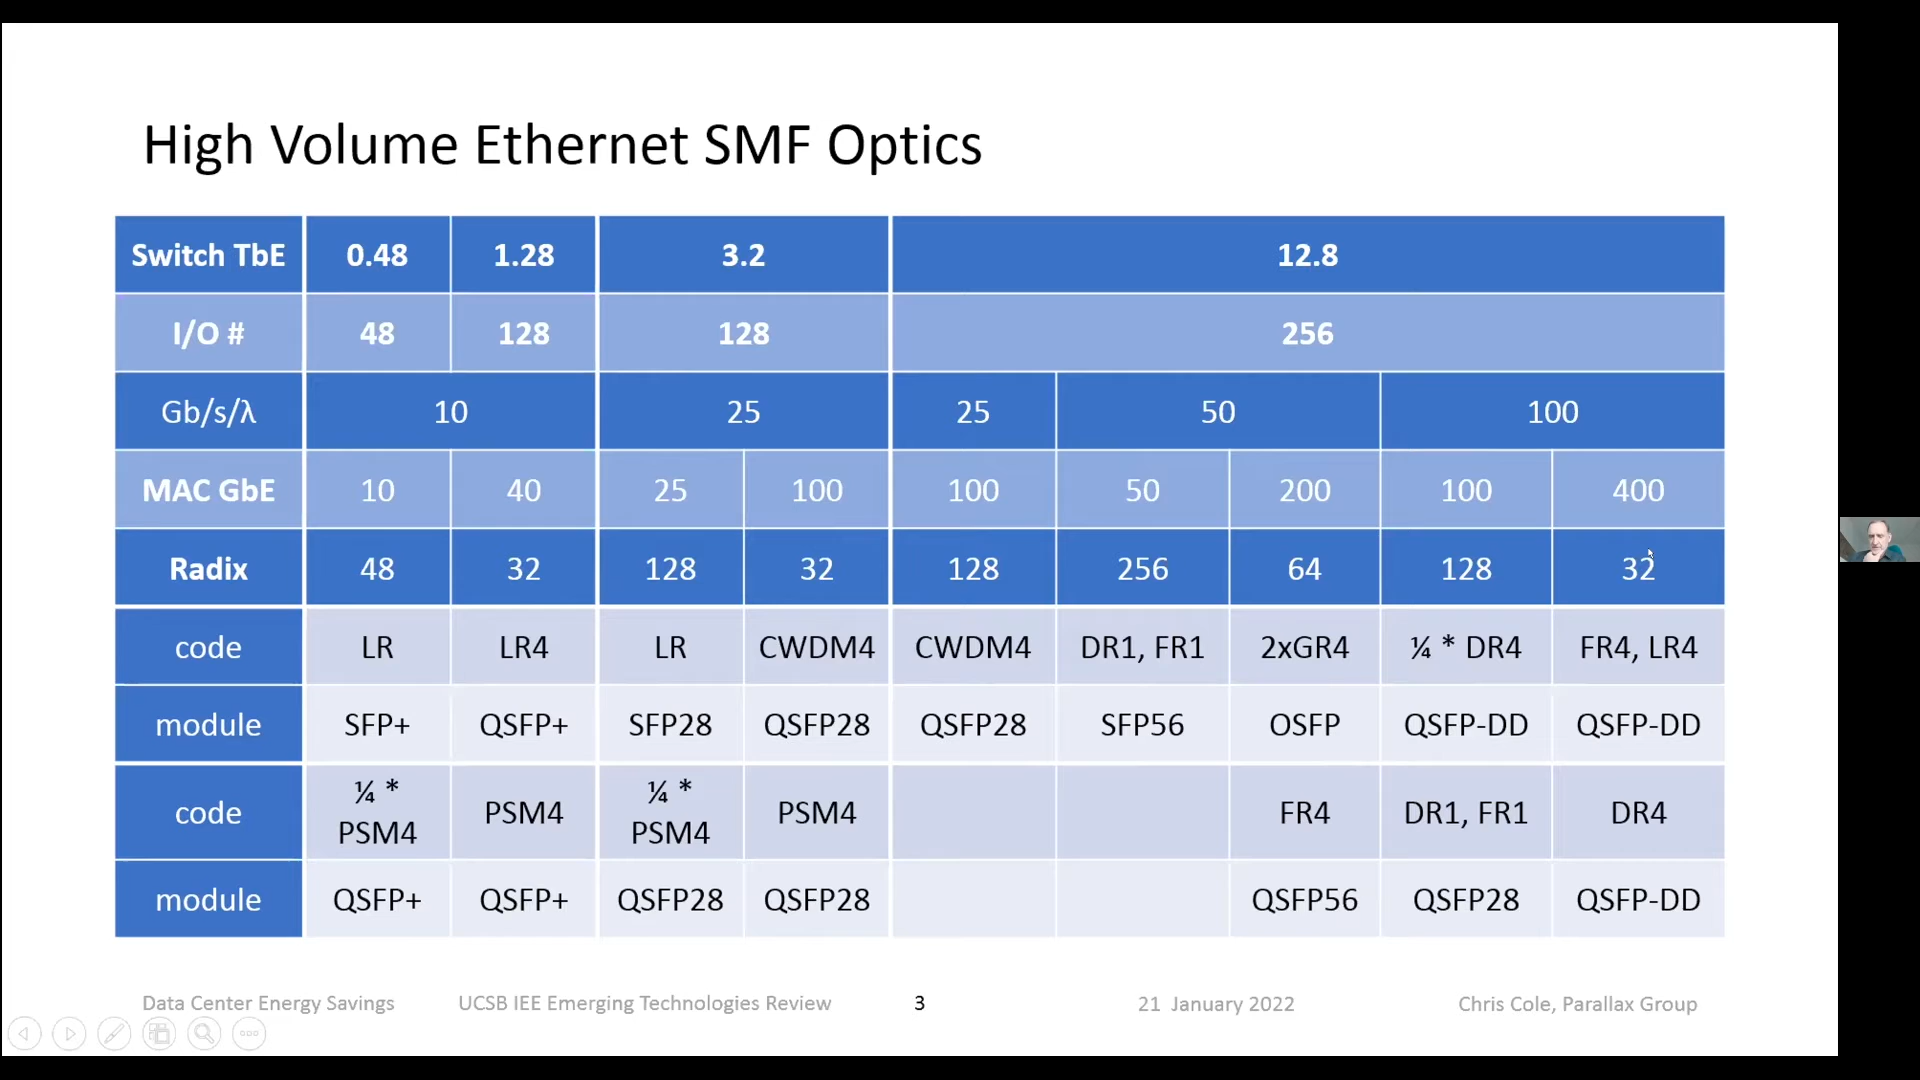 High Volume Ethernet SMF Optics
Switch TbE 0.48 1.28 3.2 12.8
I/O # 48 128 128 256
Gb/s/λ 10 25 25 50 100
MAC GbE 10 40 25 100 100 50 200 100 400
Radix 48 32 128 32 128 256 64 128 32
code LR LR4 LR CWDM4 CWDM4 DR1, FR1 2xGR4 ¼ * DR4 FR4, LR4
module SFP+ QSFP+ SFP28 QSFP28 QSFP28 SFP56 OSFP QSFP-DD QSFP-DD
code ¼ * PSM4 PSM4 ¼ * PSM4 PSM4 FR4 DR1, FR1 DR4
module QSFP+ QSFP+ QSFP28 QSFP28 QSFP56 QSFP28 QSFP-DD
Data Center Energy Savings UCSB IEE Emerging Technologies Review 3 21 January 2022 Chris Cole, Parallax Group